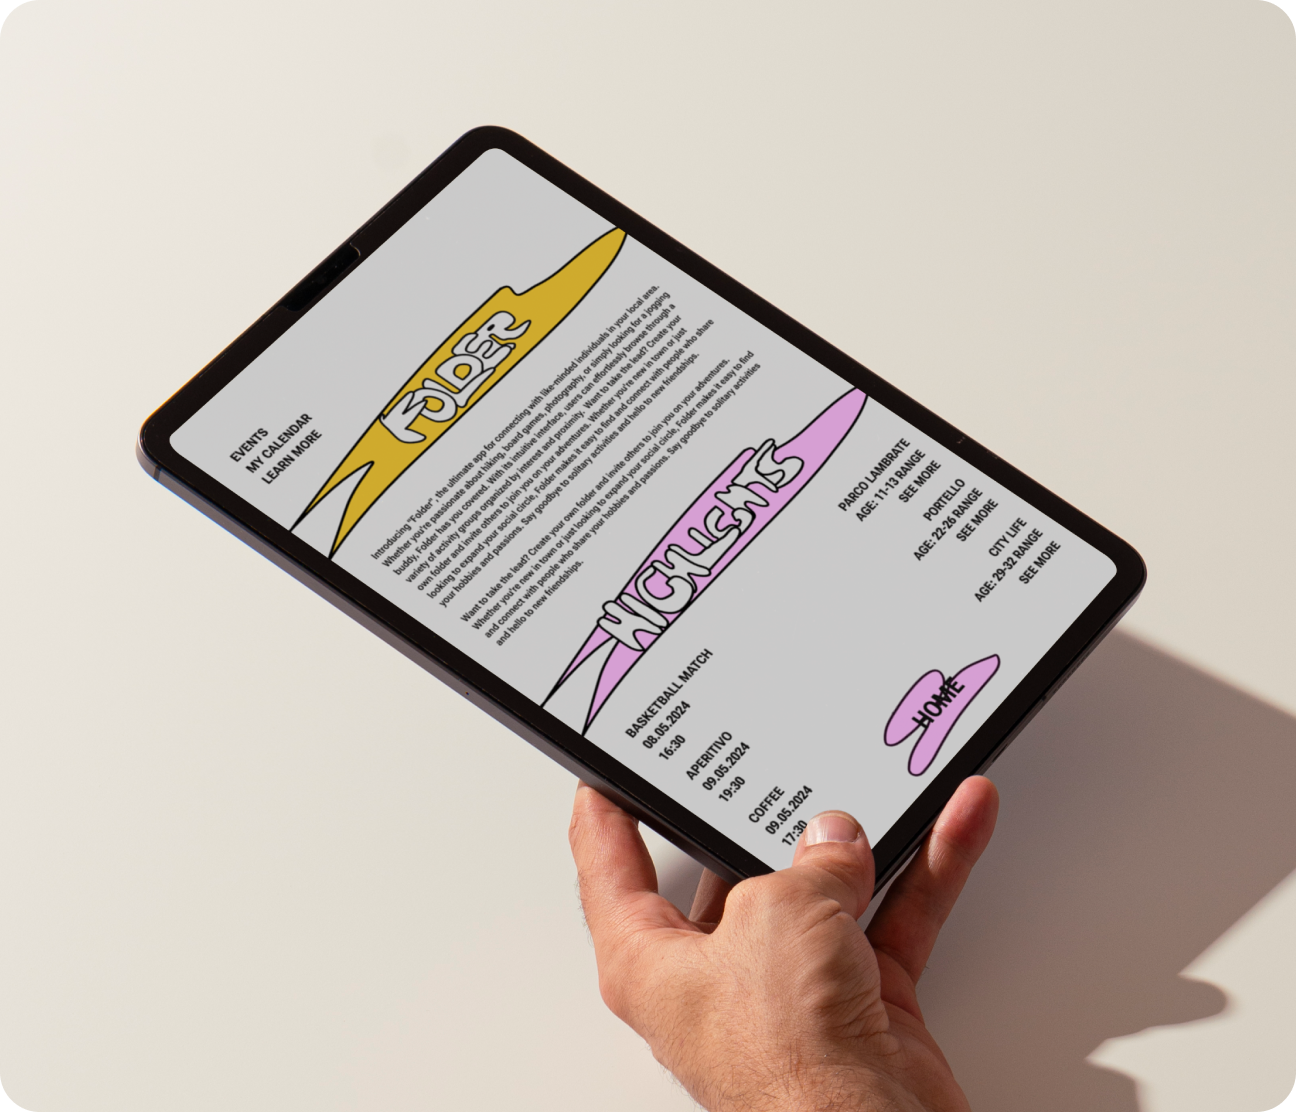 EVENTS
MY CALENDAR
LEARN MORE
FOLDER
Introducing "Folder", the ultimate app for connecting with like-minded individuals in your local area.
Whether you're passionate about hiking, board games, photography, or simply looking for a jogging
buddy, Folder has you covered. With its intuitive interface, users can effortlessly browse through a
variety of activity groups organized by interest and proximity. Want to take the lead? Create your
own folder and invite others to join you on your adventures. Whether you're new in town or just
looking to expand your social circle, Folder makes it easy to find and connect with people who share
your hobbies and passions. Say goodbye to solitary activities and hello to new friendships.
Want to take the lead? Create your own folder and invite others to join you on your adventures.
Whether you're new in town or just looking to expand your social circle, Folder makes it easy to find
and connect with people who share your hobbies and passions. Say goodbye to solitary activities
and hello to new friendships.
HIGHLIGHTS
BASKETBALL MATCH
08.05.2024
16:30
PARCO LAMBRATE
AGE: 11-13 RANGE
SEE MORE
APERITIVO
09.05.2024
19:30
PORTELLO
AGE: 22-26 RANGE
SEE MORE
COFFEE
09.05.2024
17:30
CITY LIFE
AGE: 29-32 RANGE
SEE MORE
HOME